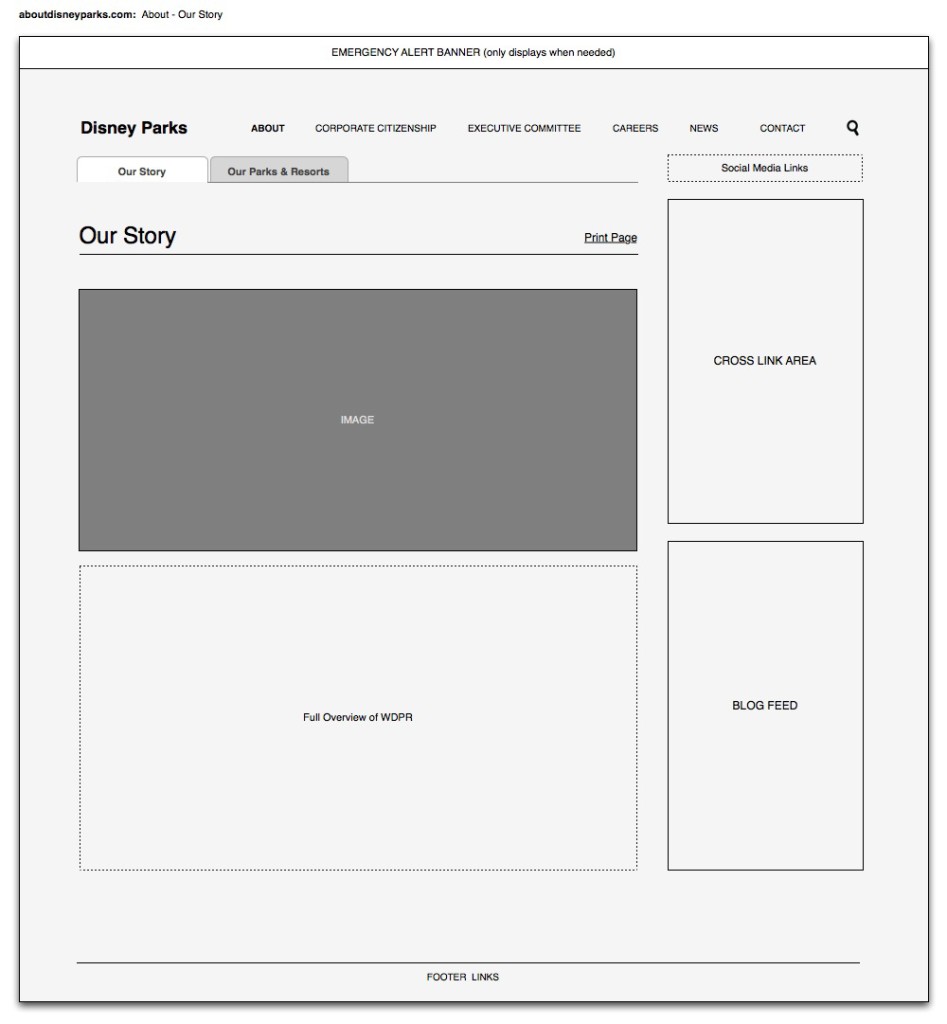 aboutdisneyparks.com: About - Our Story
EMERGENCY ALERT BANNER (only displays when needed)
Disney Parks ABOUT CORPORATE CITIZENSHIP EXECUTIVE COMMITTEE CAREERS NEWS CONTACT
Our Story Our Parks & Resorts
Social Media Links
Our Story
Print Page
CROSS LINK AREA
IMAGE
Full Overview of WDPR
BLOG FEED
FOOTER LINKS